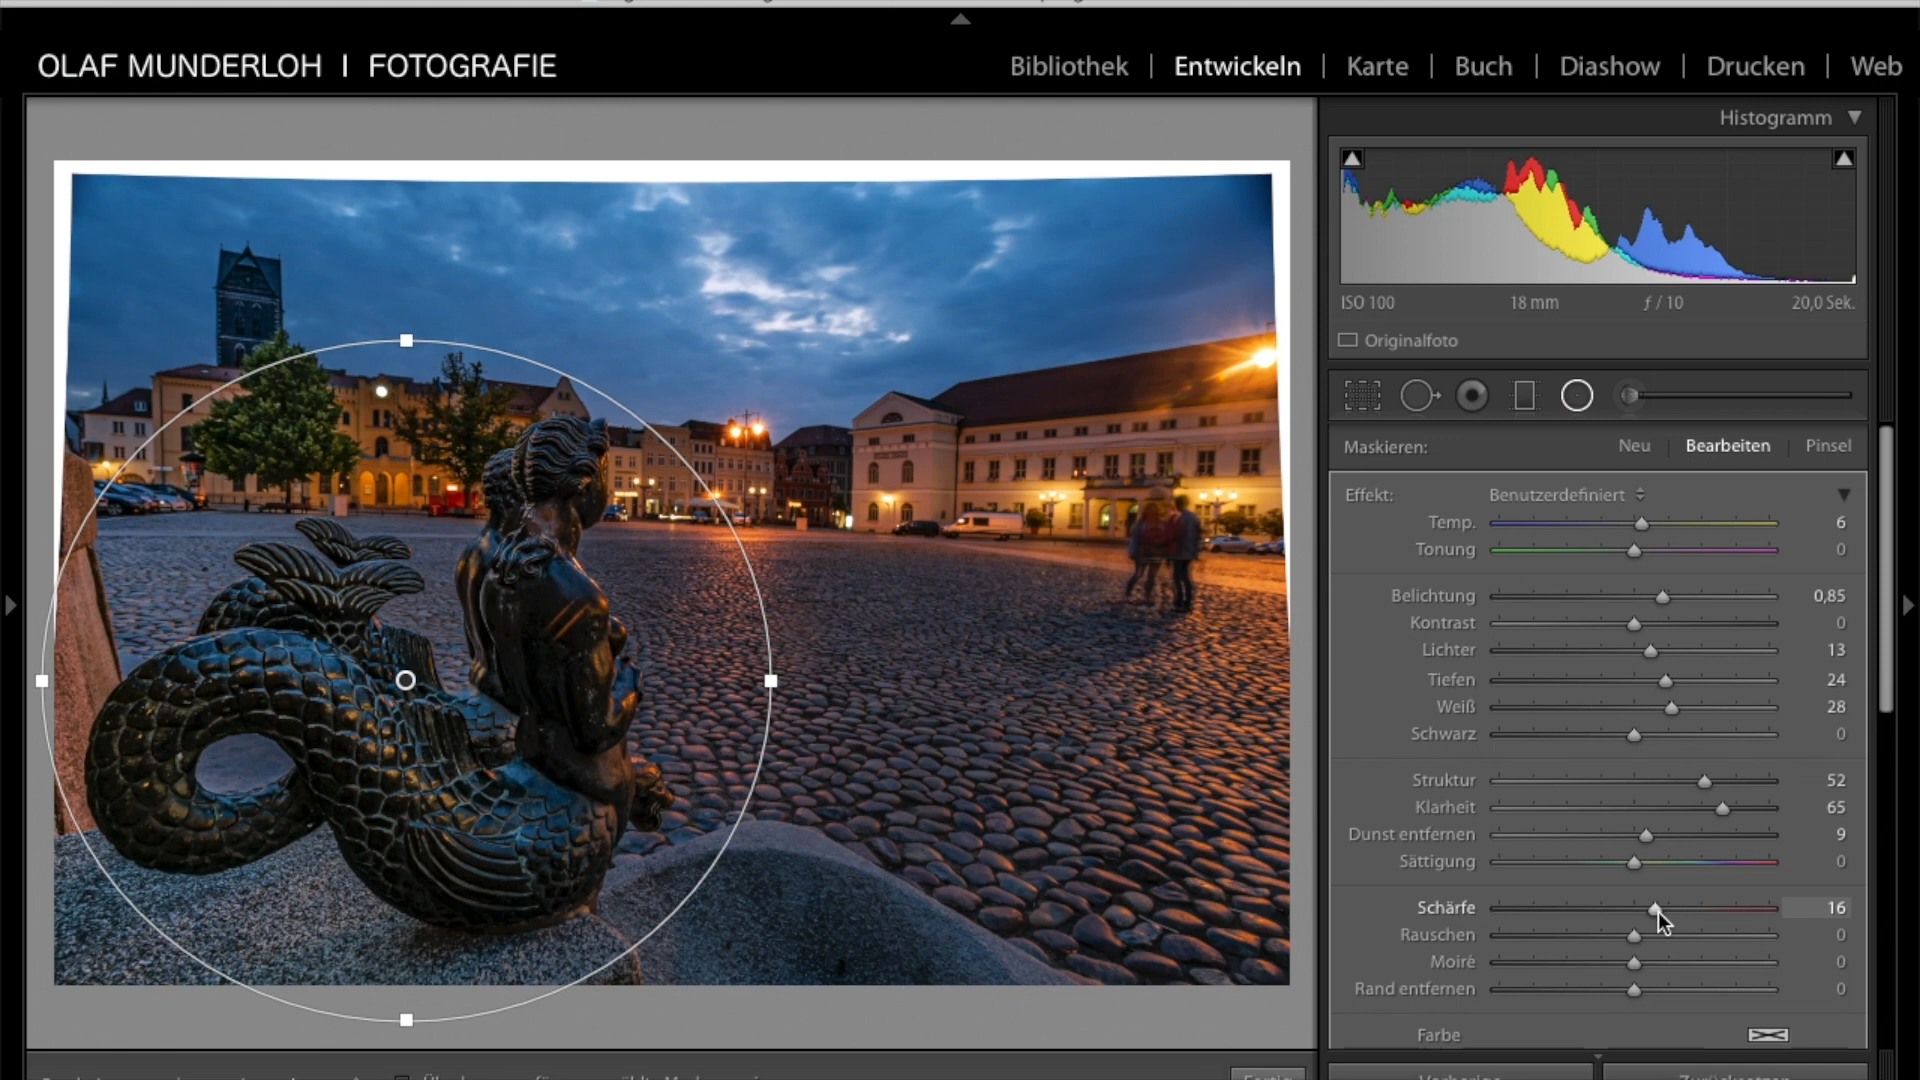 OLAF MUNDERLOH I FOTOGRAFIE
Bibliothek | Entwickeln | Karte | Buch | Diashow | Drucken | Web
Histogramm
ISO 100 18 mm ƒ / 10 20,0 Sek.
Originalfoto
Maskieren: Neu Bearbeiten Pinsel
Effekt: Benutzerdefiniert
Temp. 6
Tonung 0
Belichtung 0,85
Kontrast 0
Lichter 13
Tiefen 24
Weiß 28
Schwarz 0
Struktur 52
Klarheit 65
Dunst entfernen 9
Sättigung 0
Schärfe 16
Rauschen 0
Moiré 0
Rand entfernen 0
Farbe